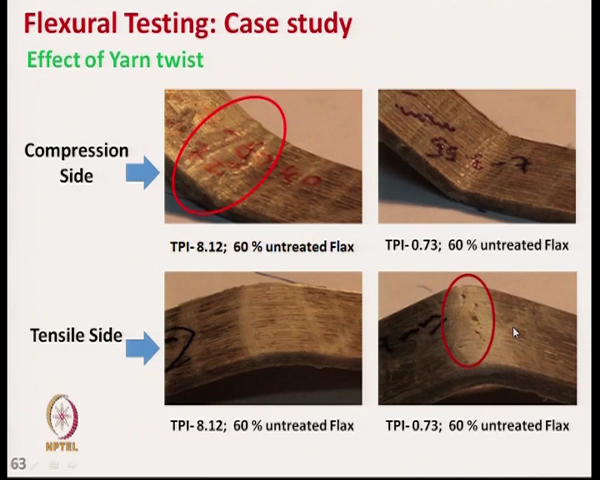 Flexural Testing: Case study
Effect of Yarn twist
Compression
Side
TPI-8.12; 60 % untreated Flax
TPI-0.73; 60 % untreated Flax
Tensile Side
TPI-8.12; 60 % untreated Flax
TPI-0.73; 60 % untreated Flax
NPTEL
63